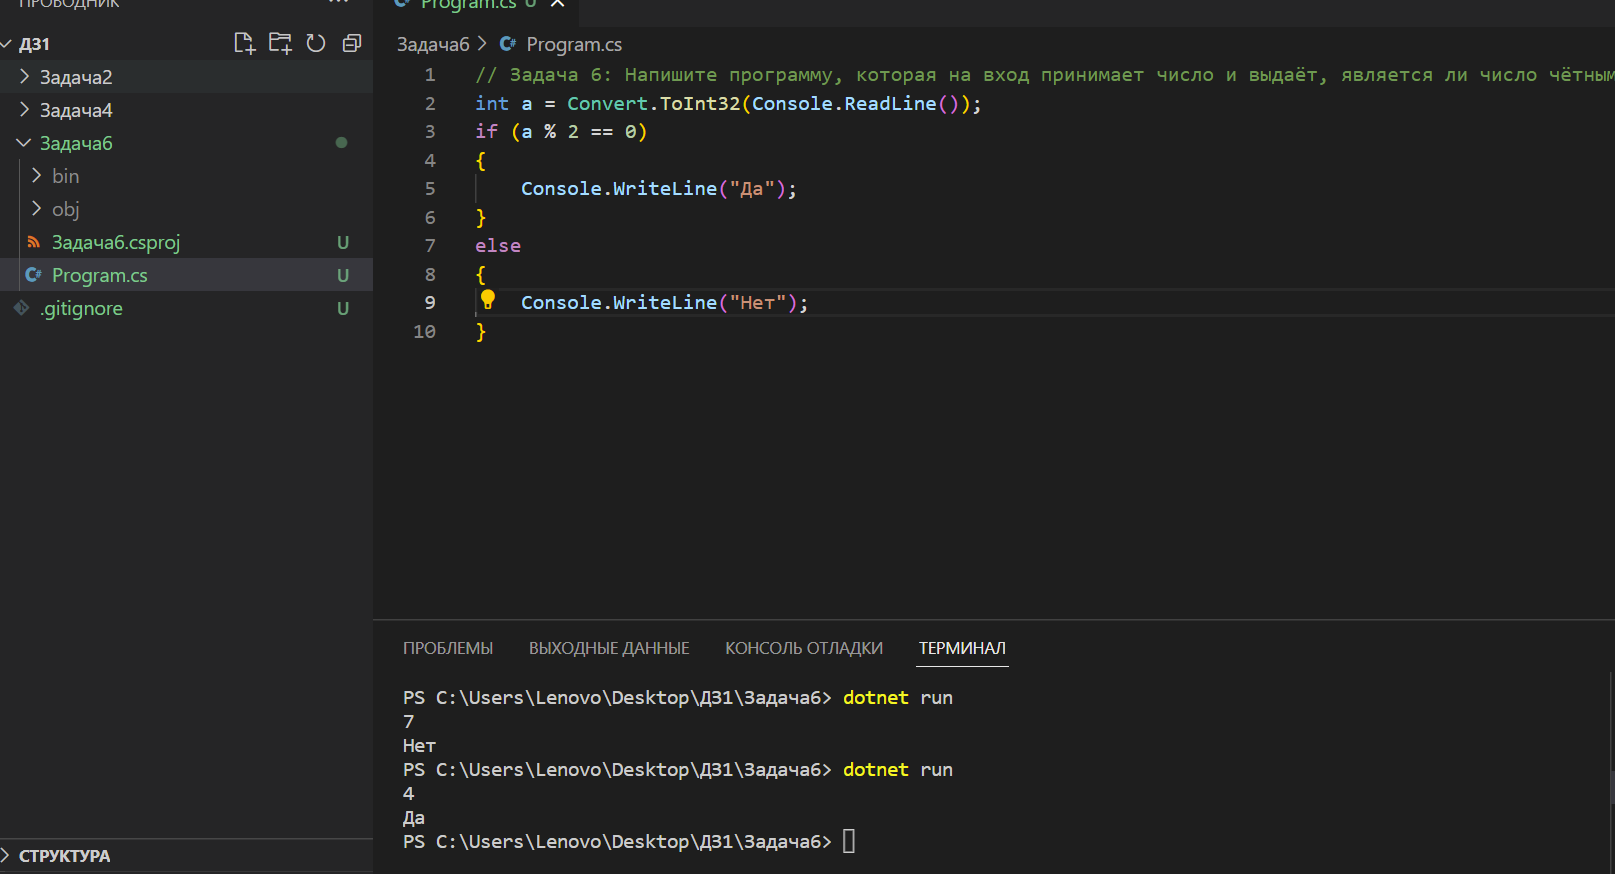 ПРОВОДНИК ...
ДЗ1
Задача2
Задача4
Задача6
bin
obj
Задача6.csproj U
C# Program.cs U
.gitignore U
СТРУКТУРА
C# Program.cs U
Задача6 > C# Program.cs
1 // Задача 6: Напишите программу, которая на вход принимает число и выдаёт, является ли число чётным
2 int a = Convert.ToInt32(Console.ReadLine());
3 if (a % 2 == 0)
4 {
5 Console.WriteLine("Да");
6 }
7 else
8 {
9 Console.WriteLine("Нет");
10 }
ПРОБЛЕМЫ ВЫХОДНЫЕ ДАННЫЕ КОНСОЛЬ ОТЛАДКИ ТЕРМИНАЛ
PS C:\Users\Lenovo\Desktop\ДЗ1\Задача6> dotnet run
7
Нет
PS C:\Users\Lenovo\Desktop\ДЗ1\Задача6> dotnet run
4
Да
PS C:\Users\Lenovo\Desktop\ДЗ1\Задача6>